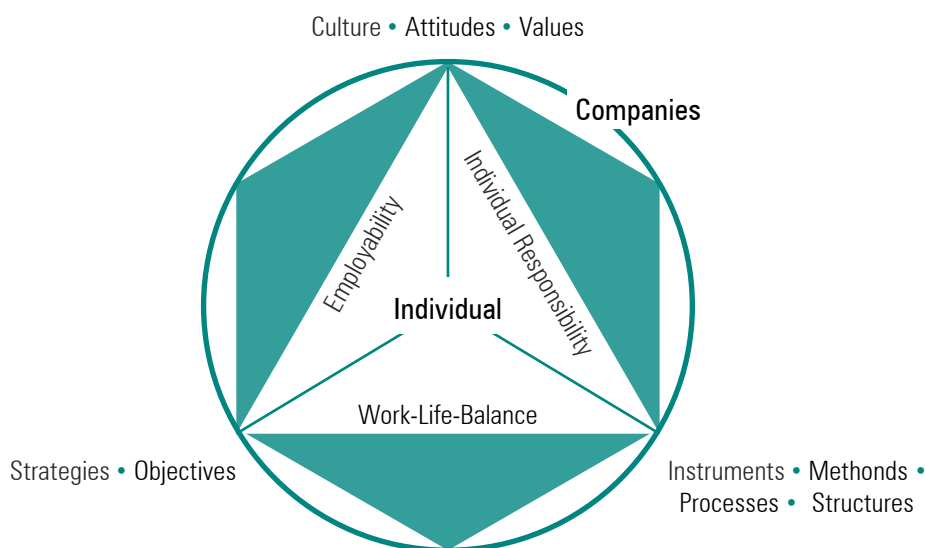 Culture • Attitudes • Values
Companies
Individual Responsibility
Employability
Individual
Work-Life-Balance
Strategies • Objectives
Instruments • Methonds •
Processes • Structures